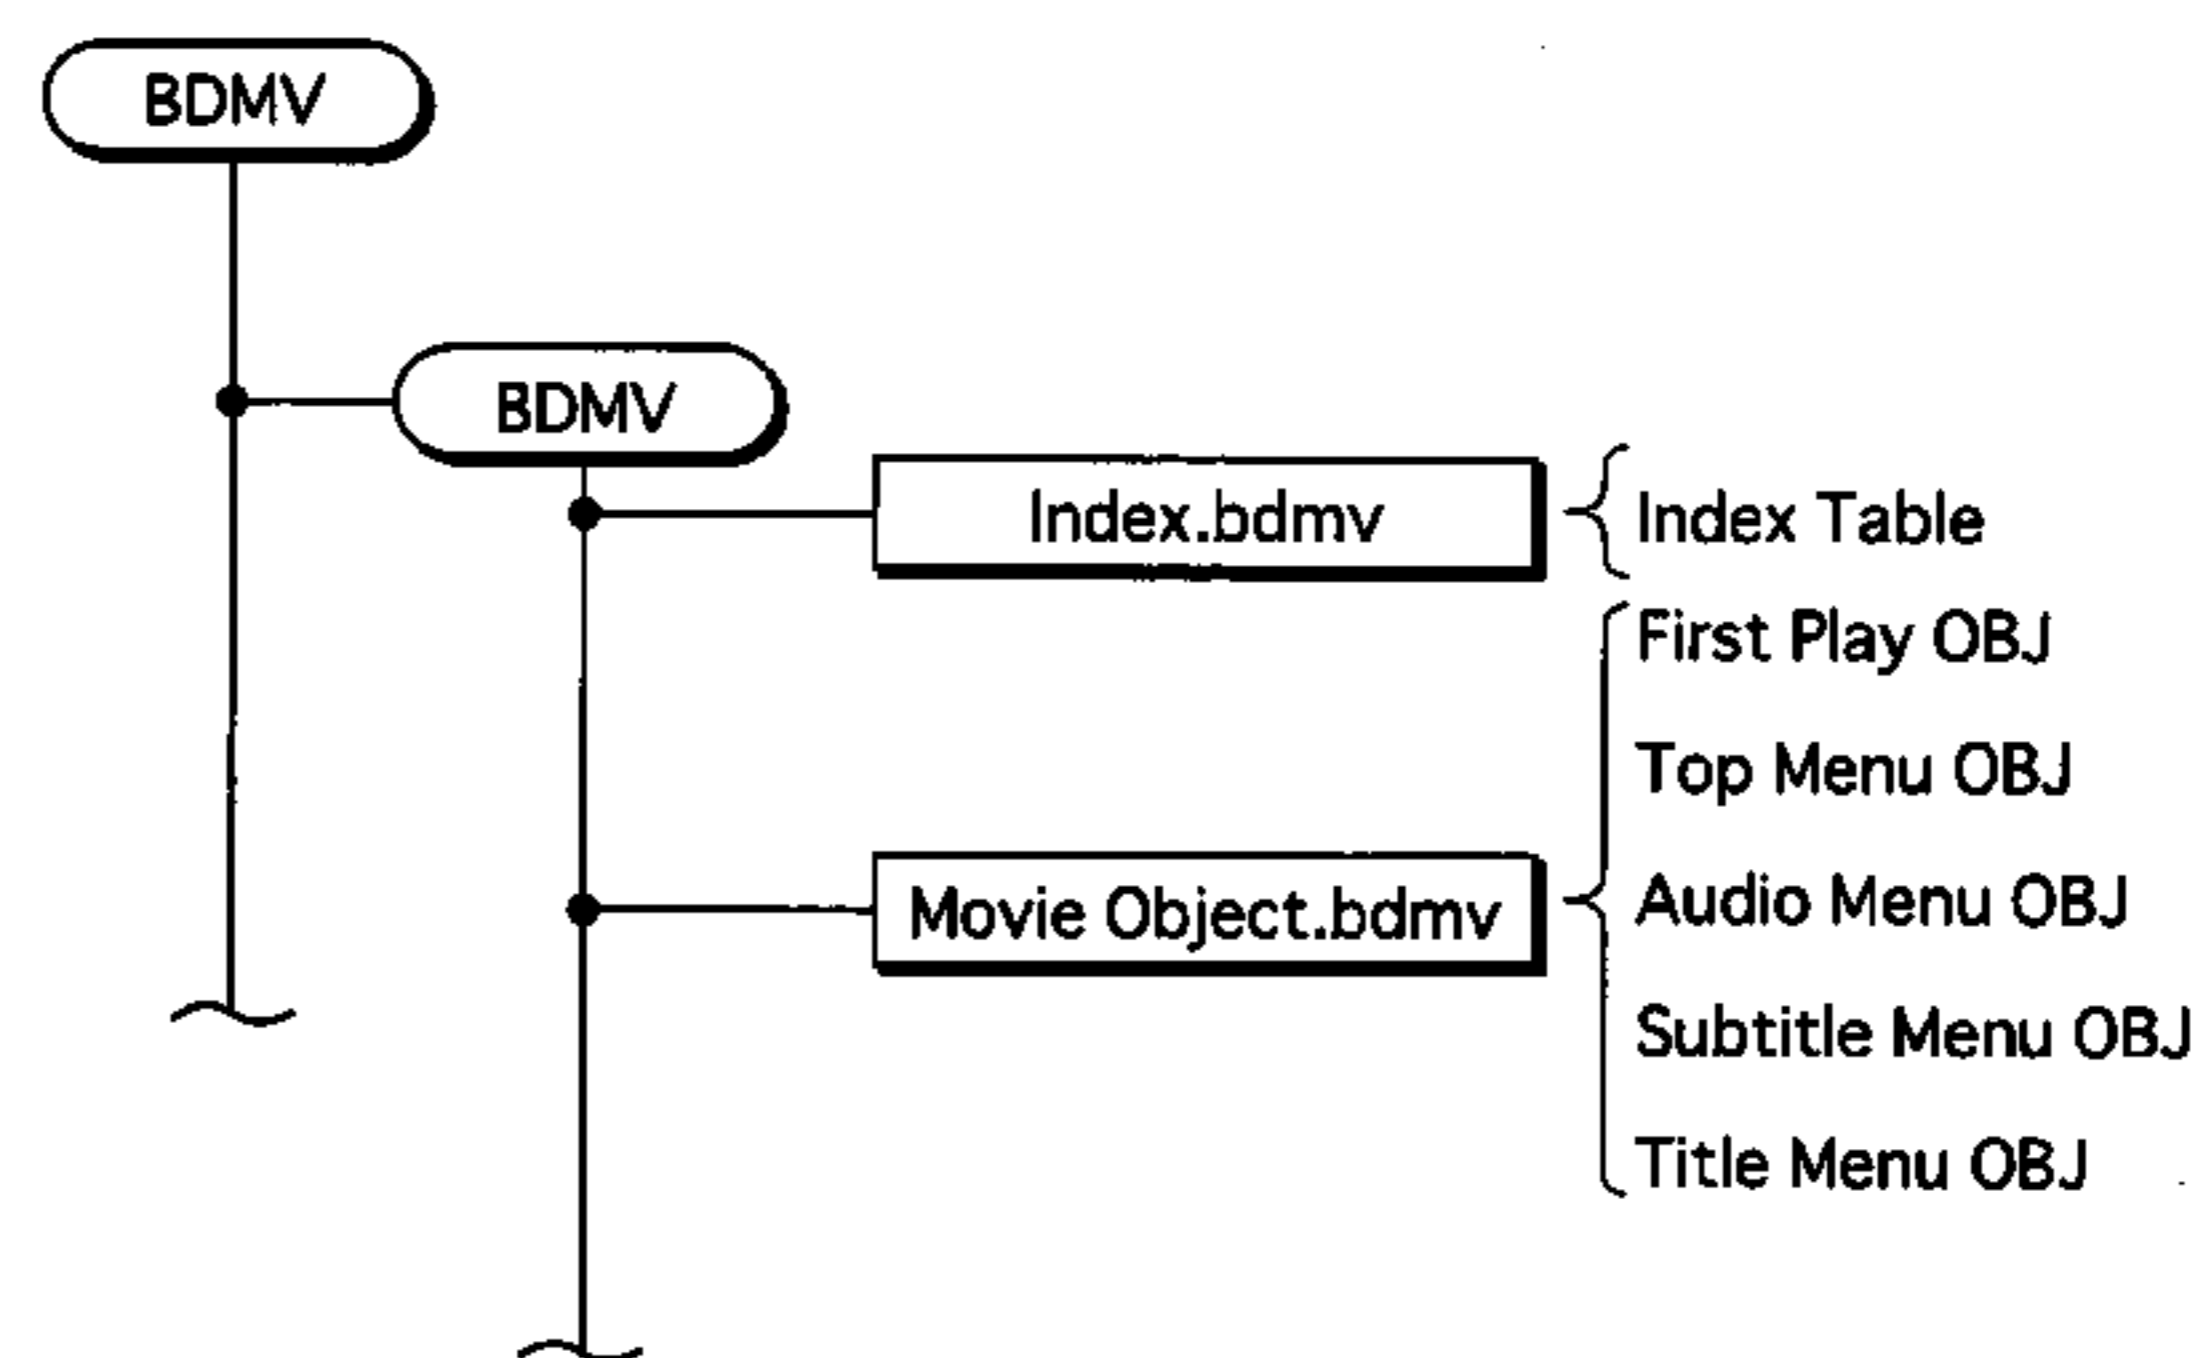 BDMV
BDMV
Index.bdmv
Index Table
First Play OBJ
Top Menu OBJ
Movie Object.bdmv
Audio Menu OBJ
Subtitle Menu OBJ
Title Menu OBJ